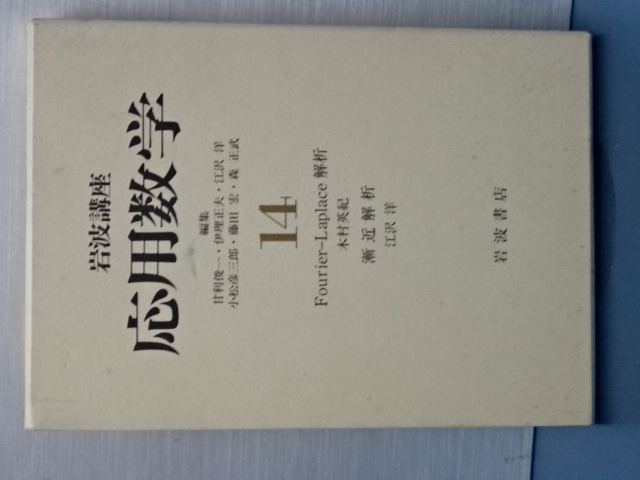 岩波講座
応用数学
編集
甘利俊一・伊理正夫・江沢 洋
小松彦三郎・藤田 宏・森 正武
14
Fourier-Laplace 解析
木村英紀
漸近解析
江沢 洋
岩波書店